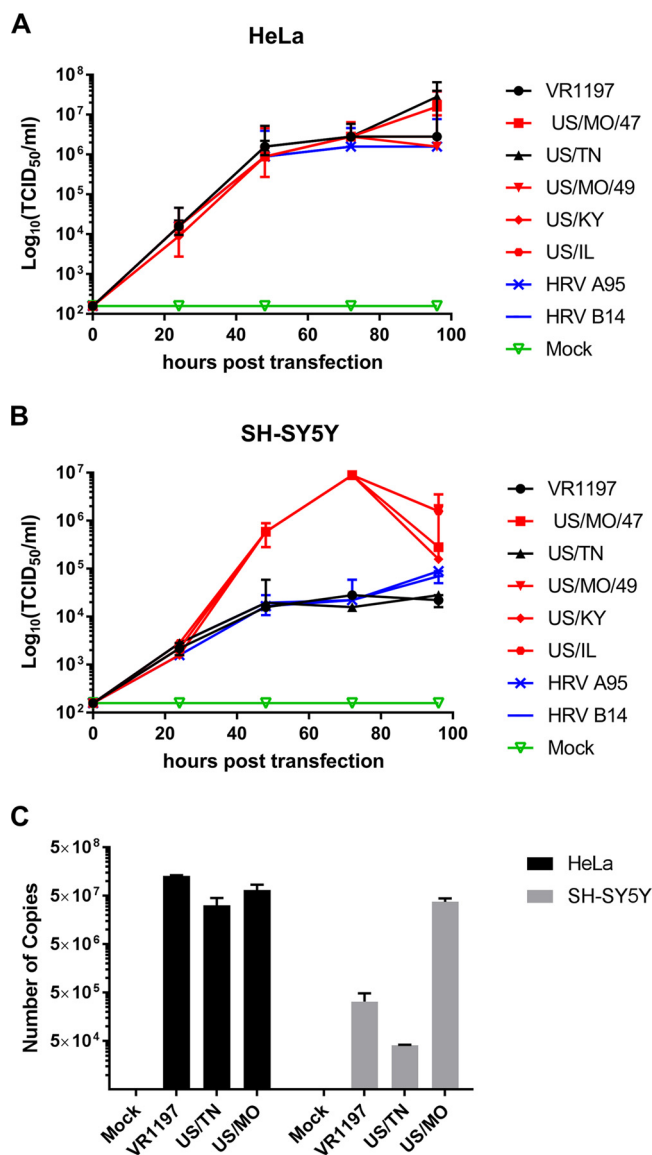 A
HeLa
Log10(TCID50/ml)
10^8
10^7
10^6
10^5
10^4
10^3
10^2
0 20 40 60 80 100
hours post transfection
VR1197
US/MO/47
US/TN
US/MO/49
US/KY
US/IL
HRV A95
HRV B14
Mock
B
SH-SY5Y
Log10(TCID50/ml)
10^7
10^6
10^5
10^4
10^3
10^2
0 20 40 60 80 100
hours post transfection
VR1197
US/MO/47
US/TN
US/MO/49
US/KY
US/IL
HRV A95
HRV B14
Mock
C
Number of Copies
5×10^8
5×10^7
5×10^6
5×10^5
5×10^4
Mock VR1197 US/TN US/MO Mock VR1197 US/TN US/MO
HeLa
SH-SY5Y